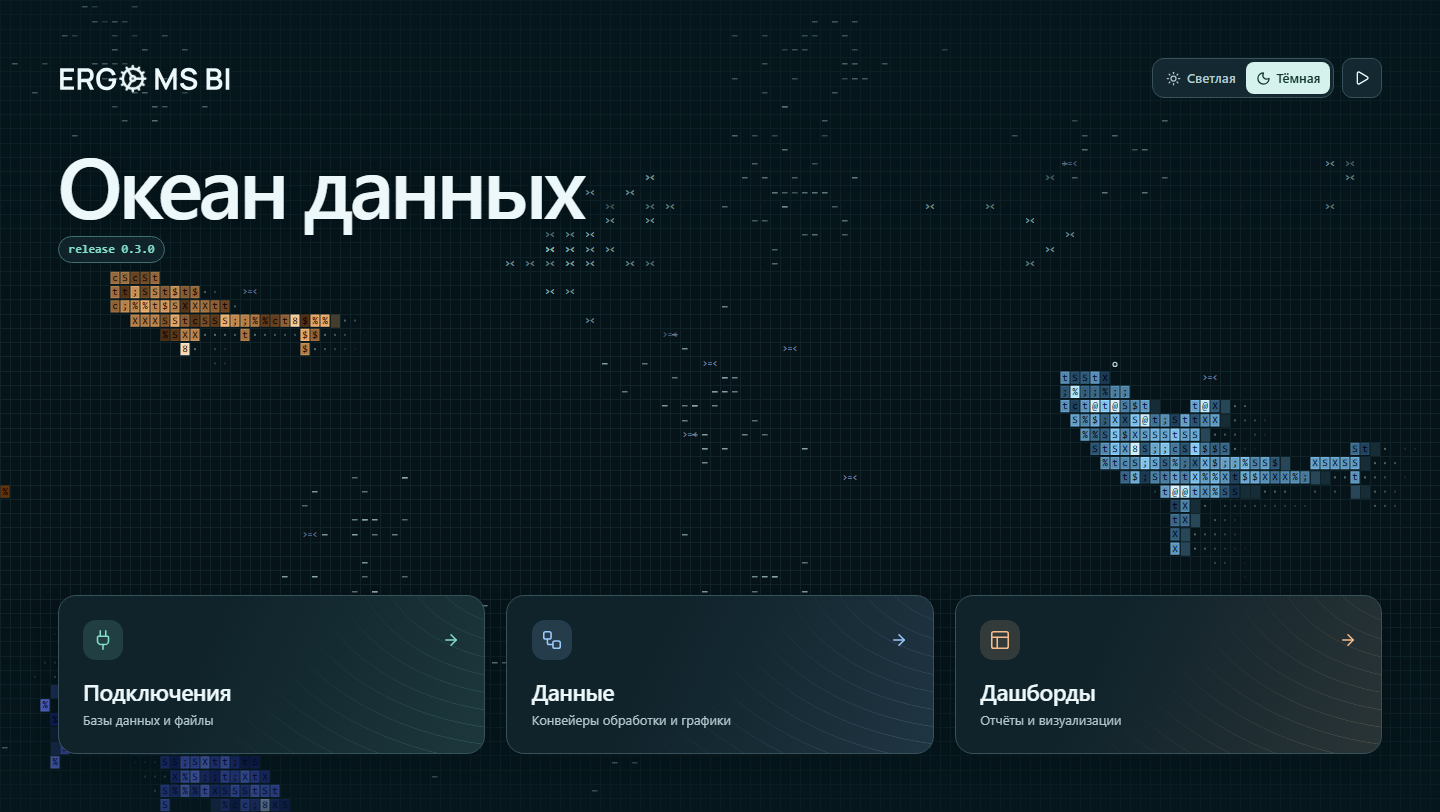 ERGO MS BI
Светлая
Тёмная
Океан данных
release 0.3.0
Подключения
Базы данных и файлы
Данные
Конвейеры обработки и графики
Дашборды
Отчёты и визуализации